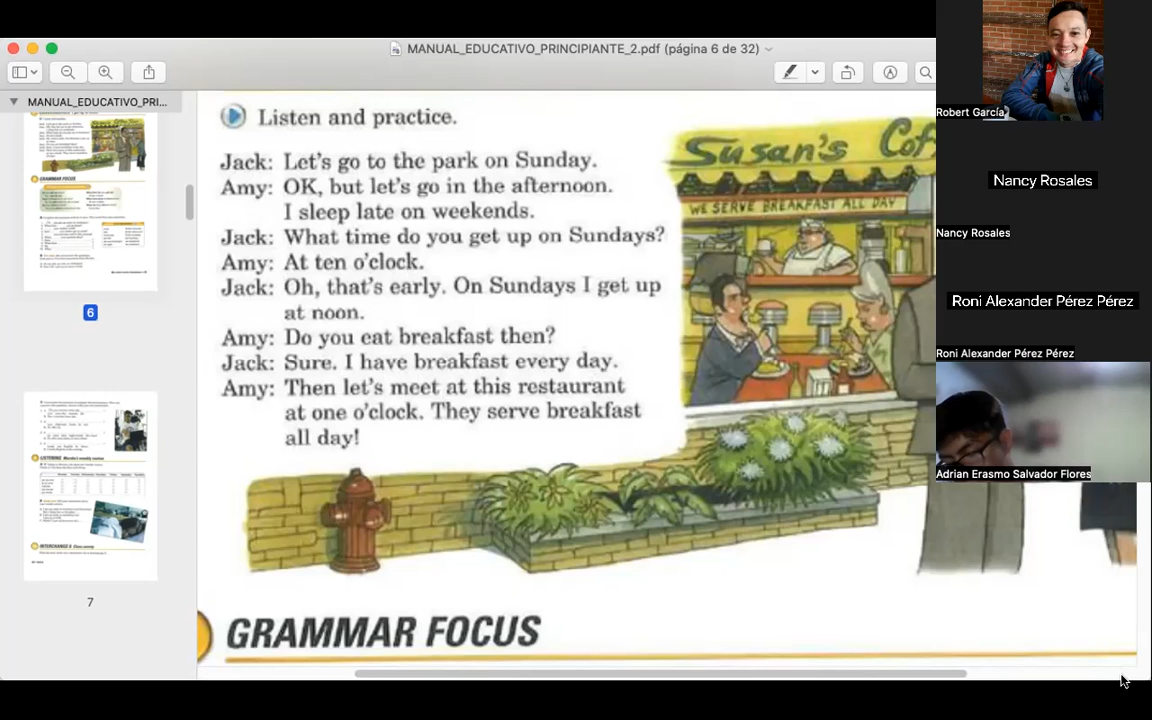 MANUAL_EDUCATIVO_PRINCIPIANTE_2.pdf (página 6 de 32)
MANUAL_EDUCATIVO_PRI...
GRAMMAR FOCUS
6
INTERCHANGE
7
Listen and practice.
Jack: Let's go to the park on Sunday.
Amy: OK, but let's go in the afternoon.
I sleep late on weekends.
Jack: What time do you get up on Sundays?
Amy: At ten o'clock.
Jack: Oh, that's early. On Sundays I get up
at noon.
Amy: Do you eat breakfast then?
Jack: Sure. I have breakfast every day.
Amy: Then let's meet at this restaurant
at one o'clock. They serve breakfast
all day!
Susan's Cof
WE SERVE BREAKFAST ALL DAY
GRAMMAR FOCUS
Robert García
Nancy Rosales
Nancy Rosales
Roni Alexander Pérez Pérez
Roni Alexander Pérez Pérez
Adrian Erasmo Salvador Flores